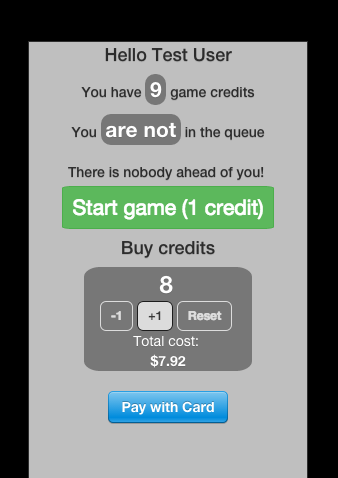 Hello Test User
You have 9 game credits
You are not in the queue
There is nobody ahead of you!
Start game (1 credit)
Buy credits
8
-1 +1 Reset
Total cost:
$7.92
Pay with Card